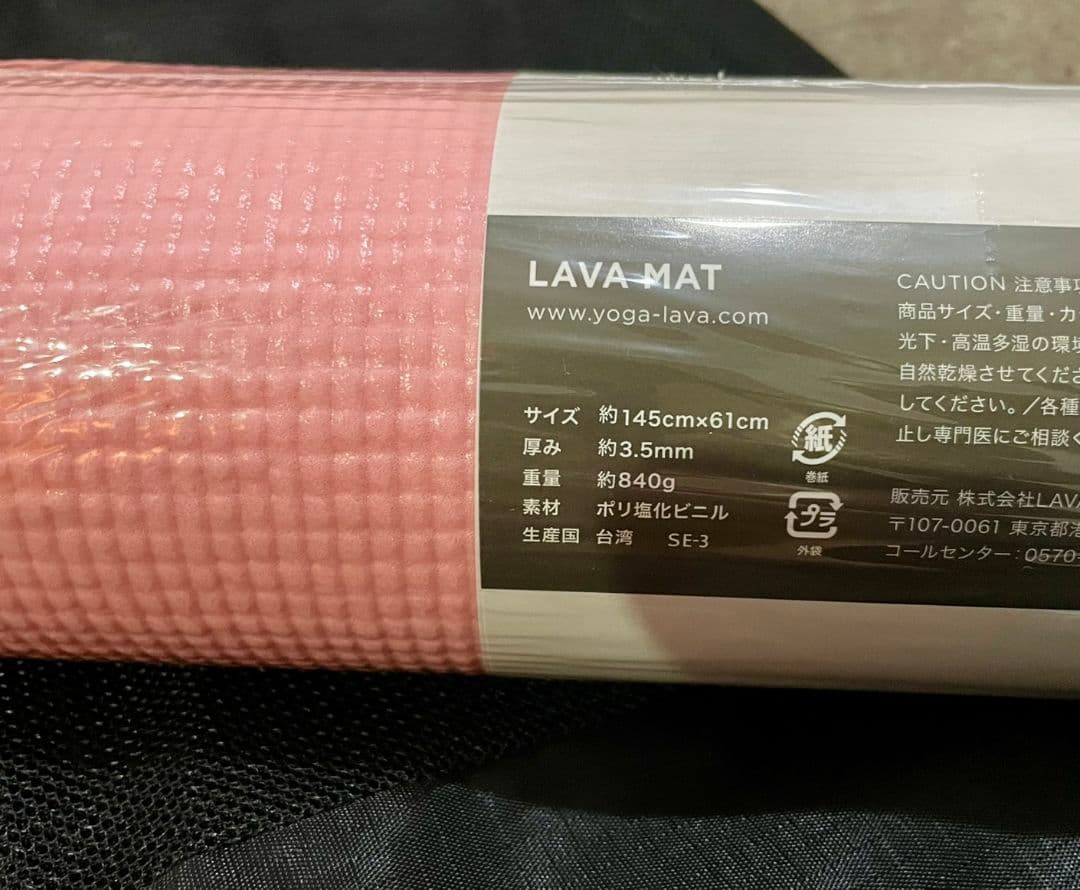 LAVA MAT
www.yoga-lava.com
サイズ 約145cm×61cm
厚み 約3.5mm
重量 約840g
素材 ポリ塩化ビニル
生産国 台湾 SE-3
紙
巻紙
プラ
外袋
CAUTION 注意事項
商品サイズ・重量・カ
光下・高温多湿の環境
自然乾燥させてくださ
してください。／各種
止し専門医にご相談く
販売元 株式会社LAVA
〒107-0061 東京都港
コールセンター：0570-